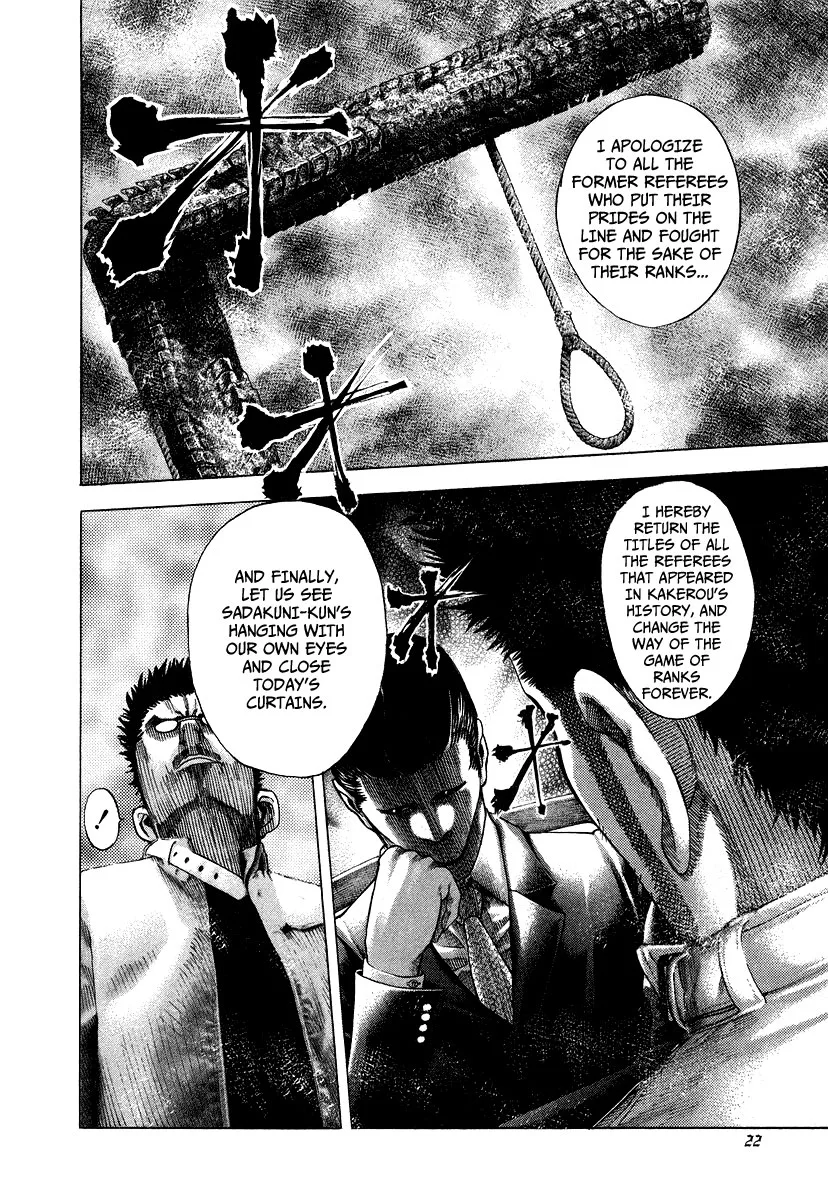 I APOLOGIZE
TO ALL THE
FORMER REFEREES
WHO PUT THEIR
PRIDES ON THE
LINE AND FOUGHT
FOR THE SAKE OF
THEIR RANKS...
I HEREBY
RETURN THE
TITLES OF ALL
THE REFEREES
THAT APPEARED
IN KAKEROU'S
HISTORY, AND
CHANGE THE
WAY OF THE
GAME OF
RANKS
FOREVER.
AND FINALLY,
LET US SEE
SADAKUNI-KUN'S
HANGING WITH
OUR OWN EYES
AND CLOSE
TODAY'S
CURTAINS.
!
22